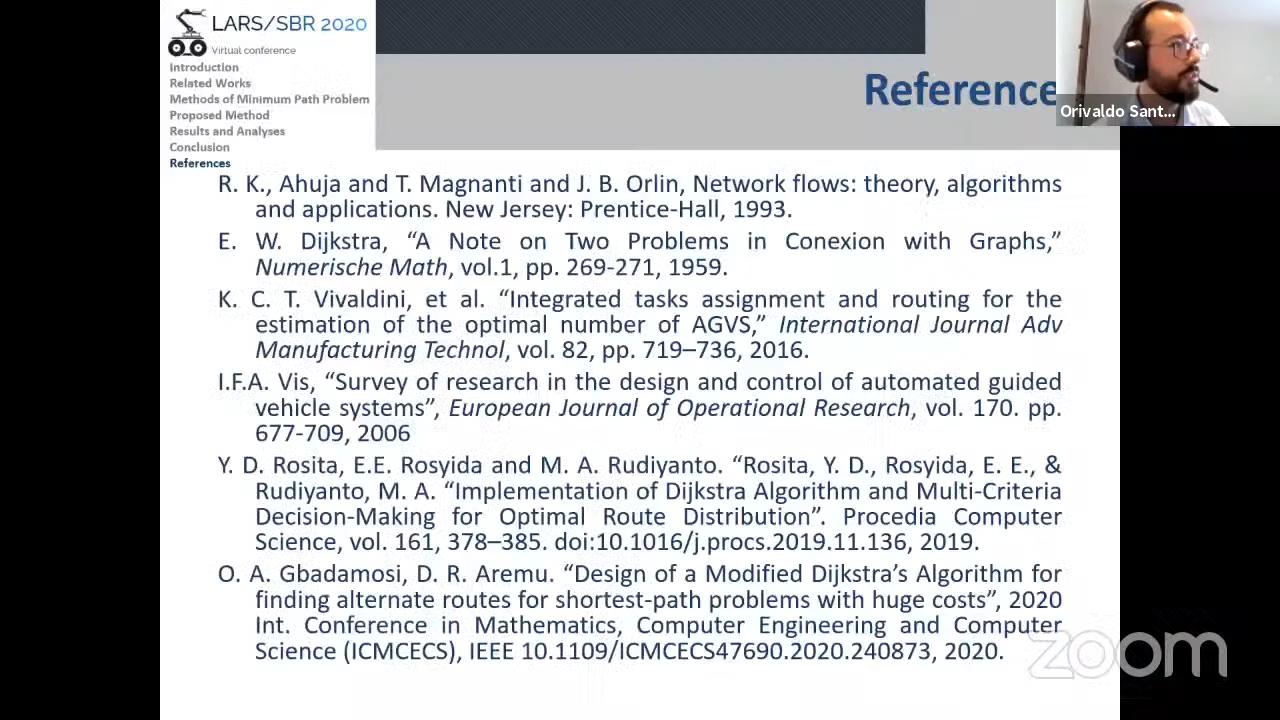 LARS/SBR 2020
Virtual conference
Introduction
Related Works
Methods of Minimum Path Problem
Proposed Method
Results and Analyses
Conclusion
References
Reference
Orivaldo Sant...
R. K., Ahuja and T. Magnanti and J. B. Orlin, Network flows: theory, algorithms
and applications. New Jersey: Prentice-Hall, 1993.
E. W. Dijkstra, “A Note on Two Problems in Conexion with Graphs,”
Numerische Math, vol.1, pp. 269-271, 1959.
K. C. T. Vivaldini, et al. “Integrated tasks assignment and routing for the
estimation of the optimal number of AGVS,” International Journal Adv
Manufacturing Technol, vol. 82, pp. 719–736, 2016.
I.F.A. Vis, “Survey of research in the design and control of automated guided
vehicle systems”, European Journal of Operational Research, vol. 170. pp.
677-709, 2006
Y. D. Rosita, E.E. Rosyida and M. A. Rudiyanto. “Rosita, Y. D., Rosyida, E. E., &
Rudiyanto, M. A. “Implementation of Dijkstra Algorithm and Multi-Criteria
Decision-Making for Optimal Route Distribution”. Procedia Computer
Science, vol. 161, 378–385. doi:10.1016/j.procs.2019.11.136, 2019.
O. A. Gbadamosi, D. R. Aremu. “Design of a Modified Dijkstra’s Algorithm for
finding alternate routes for shortest-path problems with huge costs”, 2020
Int. Conference in Mathematics, Computer Engineering and Computer
Science (ICMCECS), IEEE 10.1109/ICMCECS47690.2020.240873, 2020.
zoom